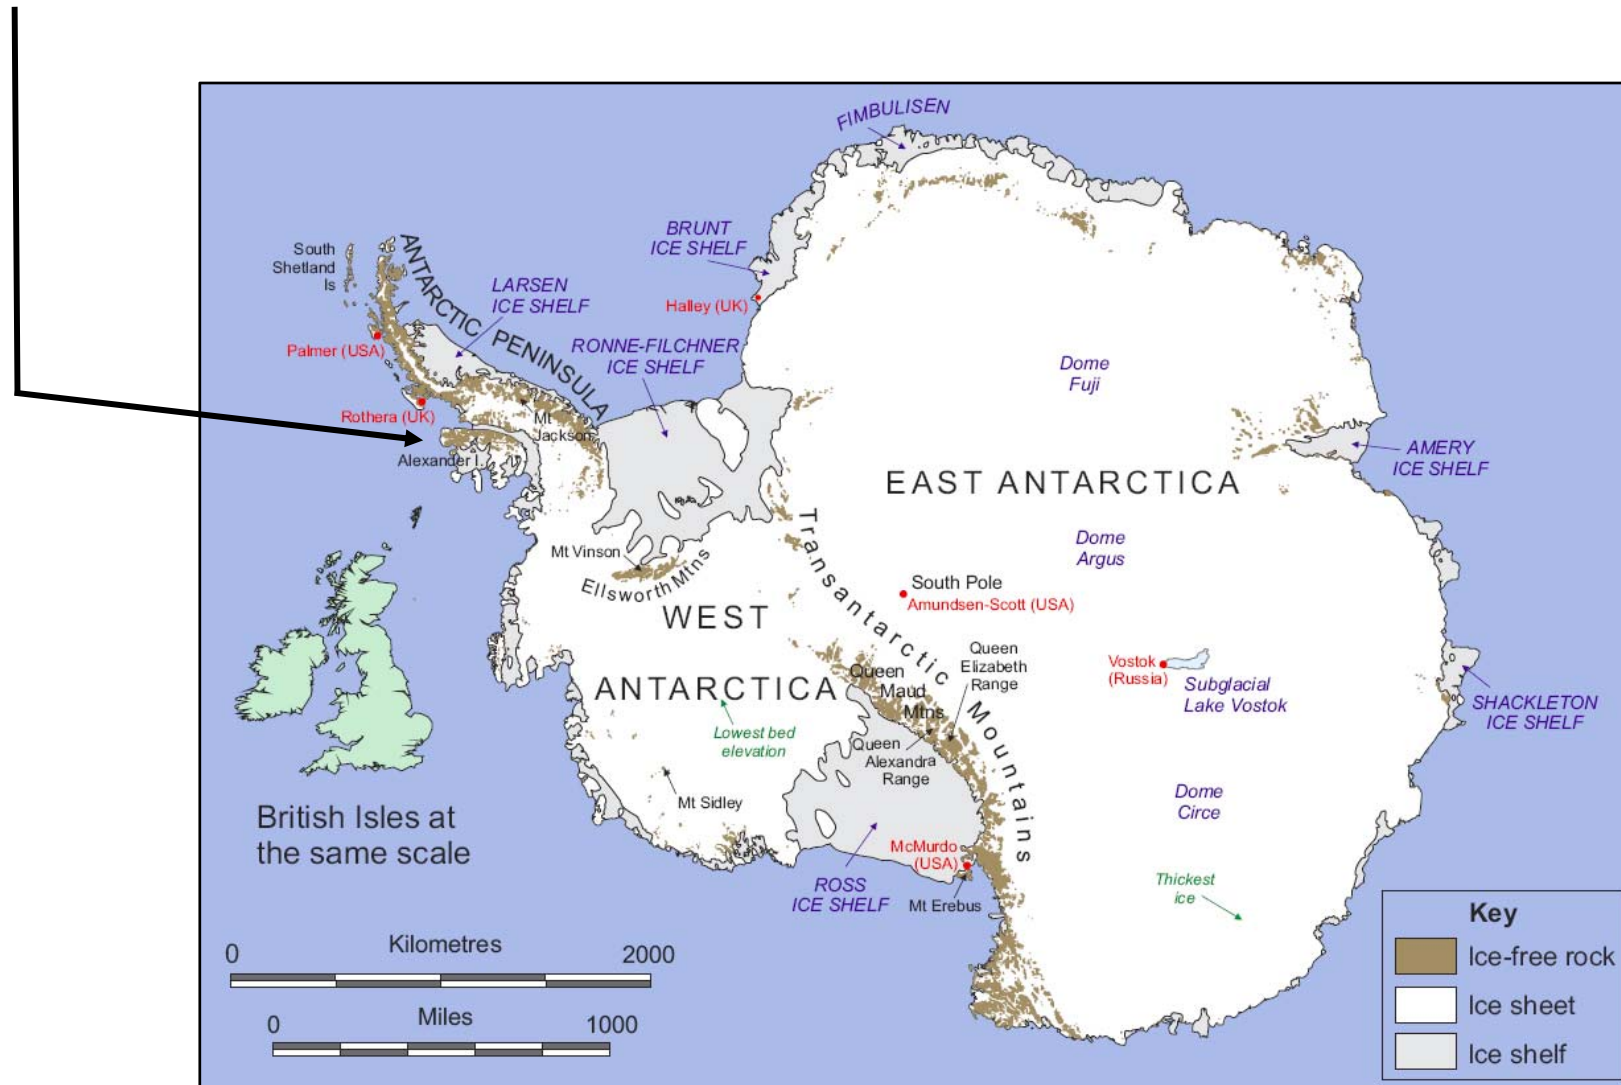 FIMBULISEN
BRUNT
ICE SHELF
South
Shetland
Is
ANTARCTIC PENINSULA
LARSEN
ICE SHELF
Halley (UK)
Palmer (USA)
RONNE-FILCHNER
ICE SHELF
Dome
Fuji
Rothera (UK)
Mt
Jackson
Alexander I.
AMERY
ICE SHELF
EAST ANTARCTICA
Mt Vinson
Ellsworth Mtns
Transantarctic Mountains
Dome
Argus
South Pole
Amundsen-Scott (USA)
WEST
ANTARCTICA
Queen
Maud
Mtns
Queen
Elizabeth
Range
Vostok
(Russia)
Subglacial
Lake Vostok
SHACKLETON
ICE SHELF
Lowest bed
elevation
Queen
Alexandra
Range
Mt Sidley
Dome
Circe
British Isles at
the same scale
McMurdo
(USA)
ROSS
ICE SHELF
Mt Erebus
Thickest
ice
Kilometres
0 2000
Miles
0 1000
Key
Ice-free rock
Ice sheet
Ice shelf